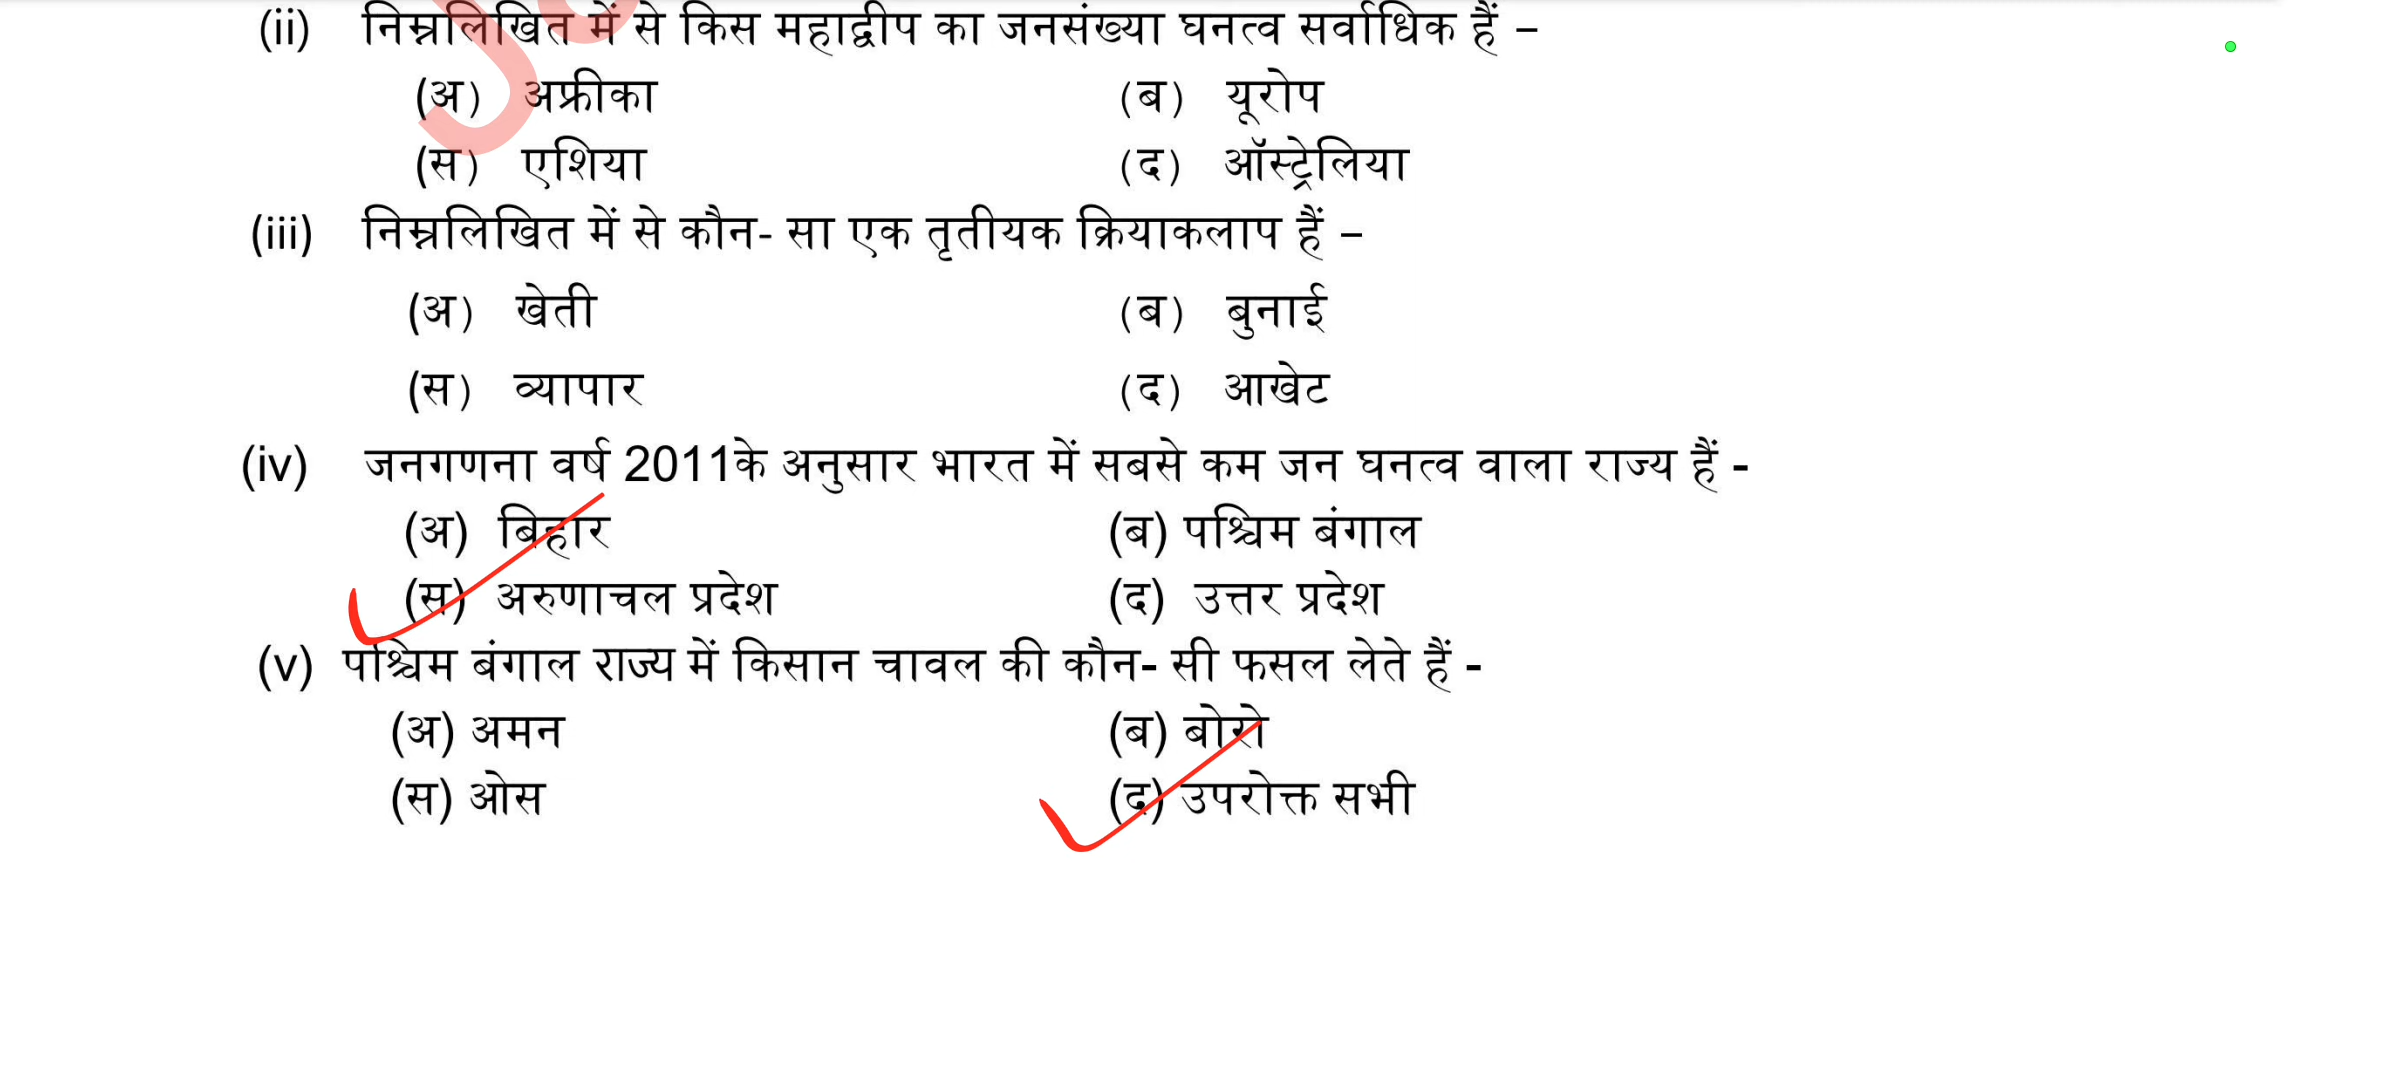 (ii) निम्नलिखित में से किस महाद्वीप का जनसंख्या घनत्व सर्वाधिक हैं –
(अ) अफ्रीका (ब) यूरोप
(स) एशिया (द) ऑस्ट्रेलिया
(iii) निम्नलिखित में से कौन- सा एक तृतीयक क्रियाकलाप हैं –
(अ) खेती (ब) बुनाई
(स) व्यापार (द) आखेट
(iv) जनगणना वर्ष 2011के अनुसार भारत में सबसे कम जन घनत्व वाला राज्य हैं -
(अ) बिहार (ब) पश्चिम बंगाल
(स) अरुणाचल प्रदेश (द) उत्तर प्रदेश
(v) पश्चिम बंगाल राज्य में किसान चावल की कौन- सी फसल लेते हैं -
(अ) अमन (ब) बोरो
(स) ओस (द) उपरोक्त सभी